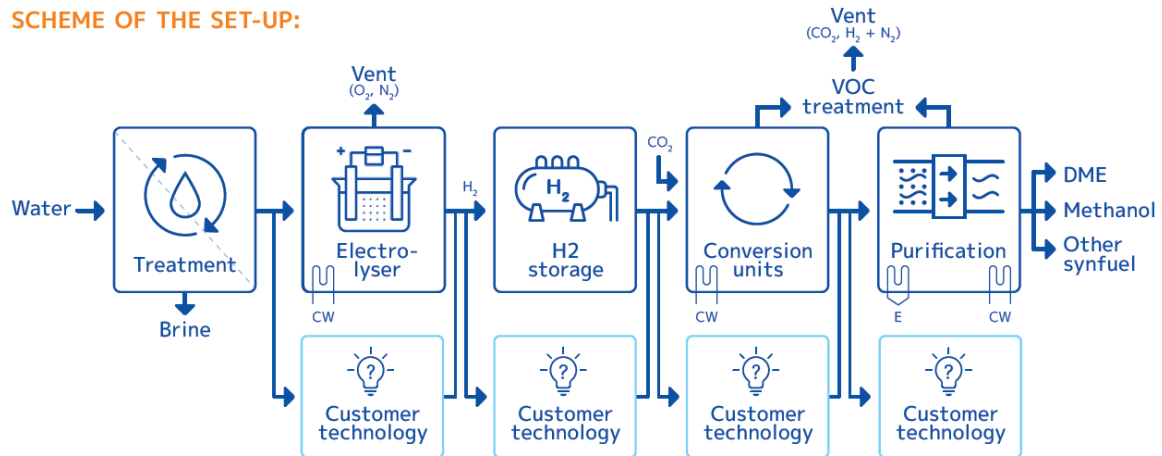 SCHEME OF THE SET-UP:
Vent
(CO₂, H₂ + N₂)
Vent
(O₂, N₂)
VOC
treatment
+ −
CO₂
H₂
H₂
Water
DME
Methanol
Other
synfuel
Treatment
Electro-
lyser
H2
storage
Conversion
units
Purification
Brine
CW
CW
E
CW
?
Customer
technology
?
Customer
technology
?
Customer
technology
?
Customer
technology